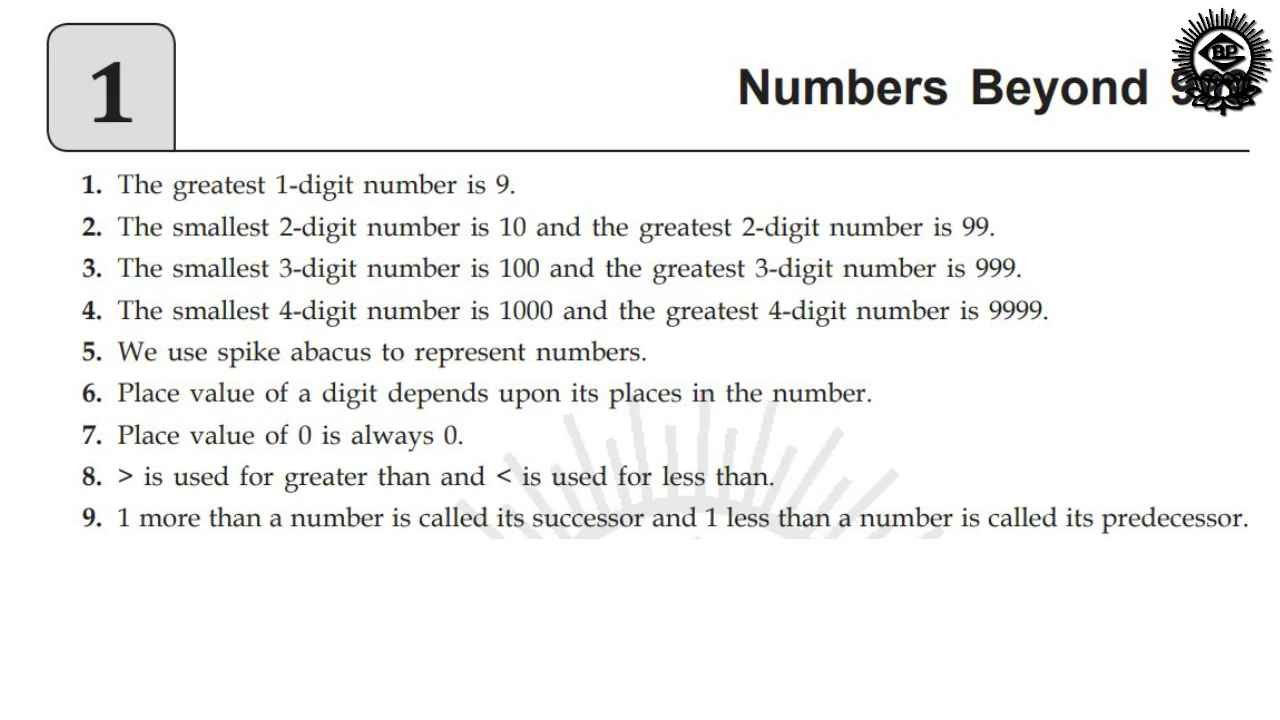 1
Numbers Beyond
BP
1. The greatest 1-digit number is 9.
2. The smallest 2-digit number is 10 and the greatest 2-digit number is 99.
3. The smallest 3-digit number is 100 and the greatest 3-digit number is 999.
4. The smallest 4-digit number is 1000 and the greatest 4-digit number is 9999.
5. We use spike abacus to represent numbers.
6. Place value of a digit depends upon its places in the number.
7. Place value of 0 is always 0.
8. > is used for greater than and < is used for less than.
9. 1 more than a number is called its successor and 1 less than a number is called its predecessor.